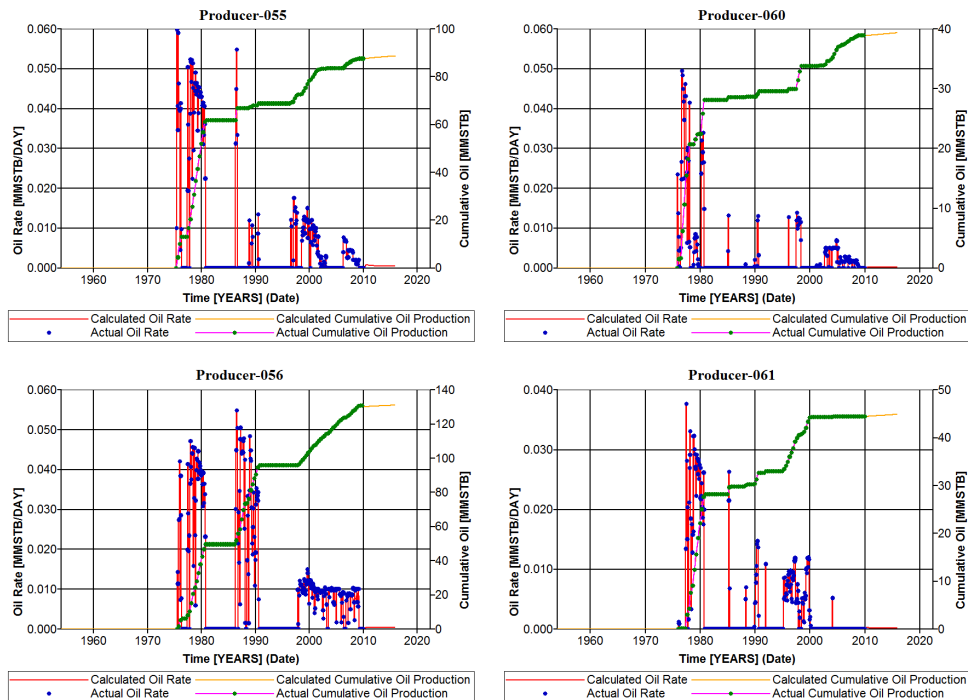 Producer-055
0.060
0.050
0.040
0.030
0.020
0.010
0.000
Oil Rate [MMSTB/DAY]
100
80
60
40
20
0
Cumulative Oil [MMSTB]
1960 1970 1980 1990 2000 2010 2020
Time [YEARS] (Date)
Calculated Oil Rate Calculated Cumulative Oil Production
Actual Oil Rate Actual Cumulative Oil Production
Producer-060
0.060
0.050
0.040
0.030
0.020
0.010
0.000
Oil Rate [MMSTB/DAY]
40
30
20
10
0
Cumulative Oil [MMSTB]
1960 1970 1980 1990 2000 2010 2020
Time [YEARS] (Date)
Calculated Oil Rate Calculated Cumulative Oil Production
Actual Oil Rate Actual Cumulative Oil Production
Producer-056
0.060
0.050
0.040
0.030
0.020
0.010
0.000
Oil Rate [MMSTB/DAY]
140
120
100
80
60
40
20
0
Cumulative Oil [MMSTB]
1960 1970 1980 1990 2000 2010 2020
Time [YEARS] (Date)
Calculated Oil Rate Calculated Cumulative Oil Production
Actual Oil Rate Actual Cumulative Oil Production
Producer-061
0.040
0.030
0.020
0.010
0.000
Oil Rate [MMSTB/DAY]
50
40
30
20
10
0
Cumulative Oil [MMSTB]
1960 1970 1980 1990 2000 2010 2020
Time [YEARS] (Date)
Calculated Oil Rate Calculated Cumulative Oil Production
Actual Oil Rate Actual Cumulative Oil Production